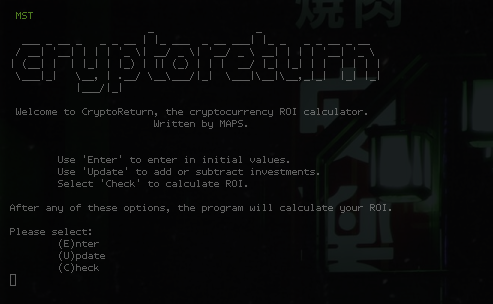 焼肉
MST
cryptoreturn
Welcome to CryptoReturn, the cryptocurrency ROI calculator.
Written by MAPS.
Use 'Enter' to enter in initial values.
Use 'Update' to add or subtract investments.
Select 'Check' to calculate ROI.
After any of these options, the program will calculate your ROI.
Please select:
(E)nter
(U)pdate
(C)heck